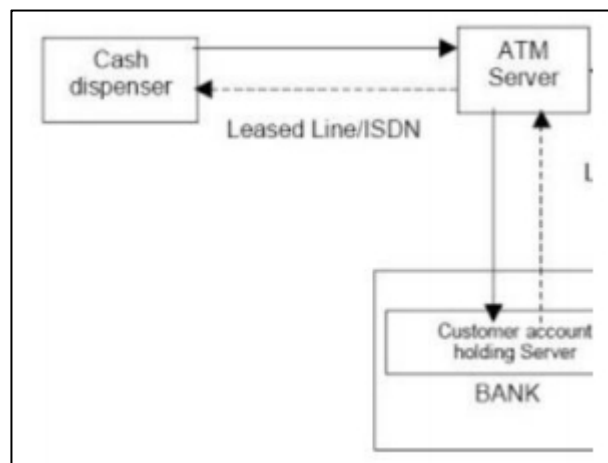 Cash
dispenser
ATM
Server
Leased Line/ISDN
L
Customer account
holding Server
BANK